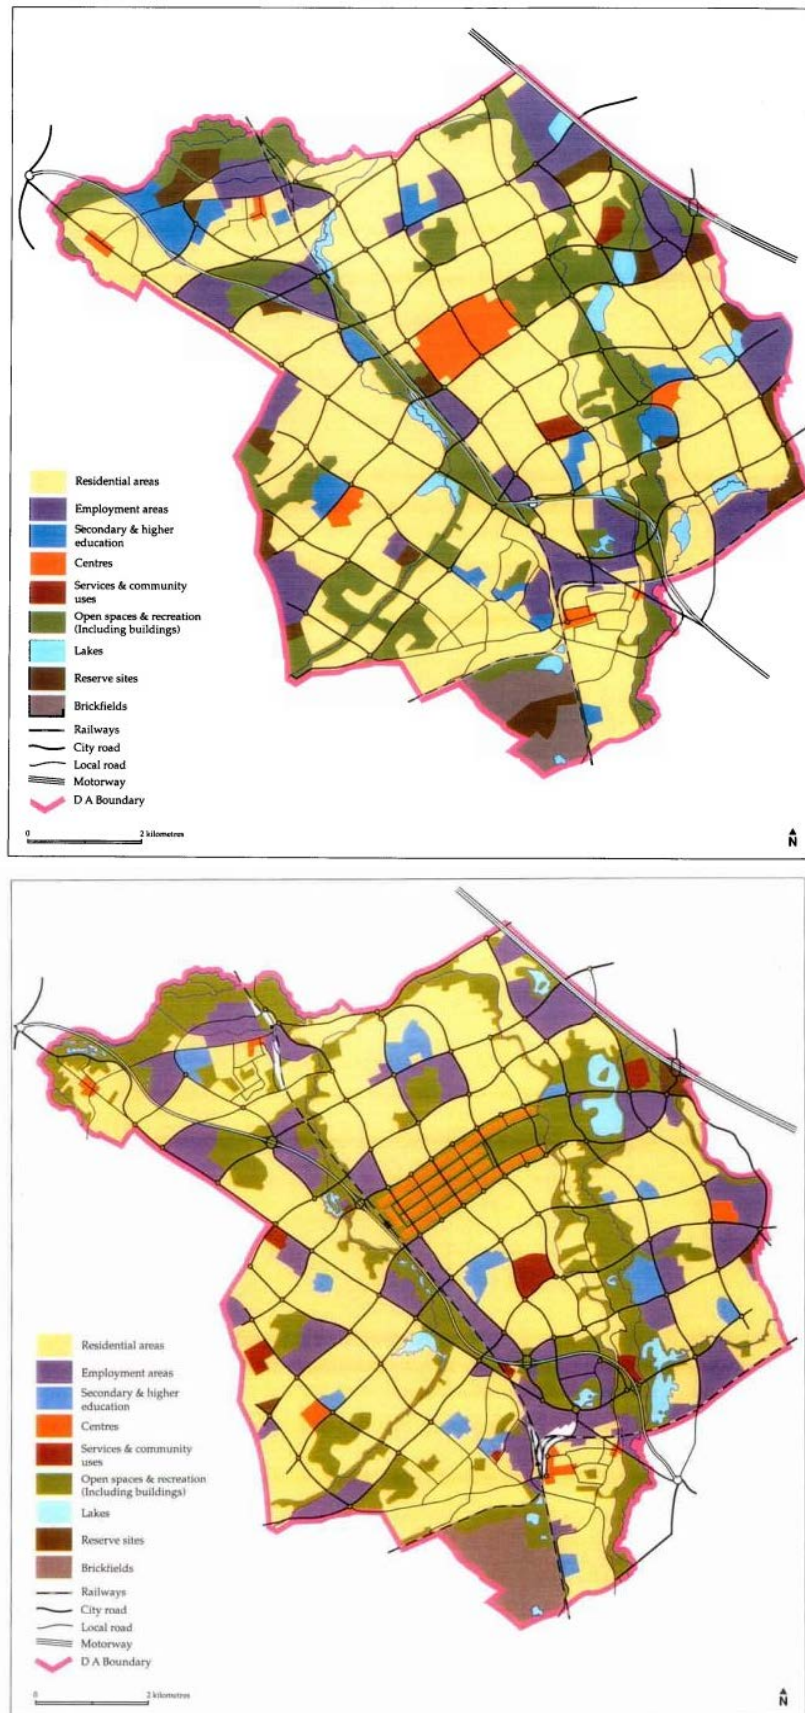 Residential areas
Employment areas
Secondary & higher
education
Centres
Services & community
uses
Open spaces & recreation
(Including buildings)
Lakes
Reserve sites
Brickfields
Railways
City road
Local road
Motorway
D A Boundary
0 2 kilometres
N
Residential areas
Employment areas
Secondary & higher
education
Centres
Services & community
uses
Open spaces & recreation
(Including buildings)
Lakes
Reserve sites
Brickfields
Railways
City road
Local road
Motorway
D A Boundary
0 2 kilometres
N